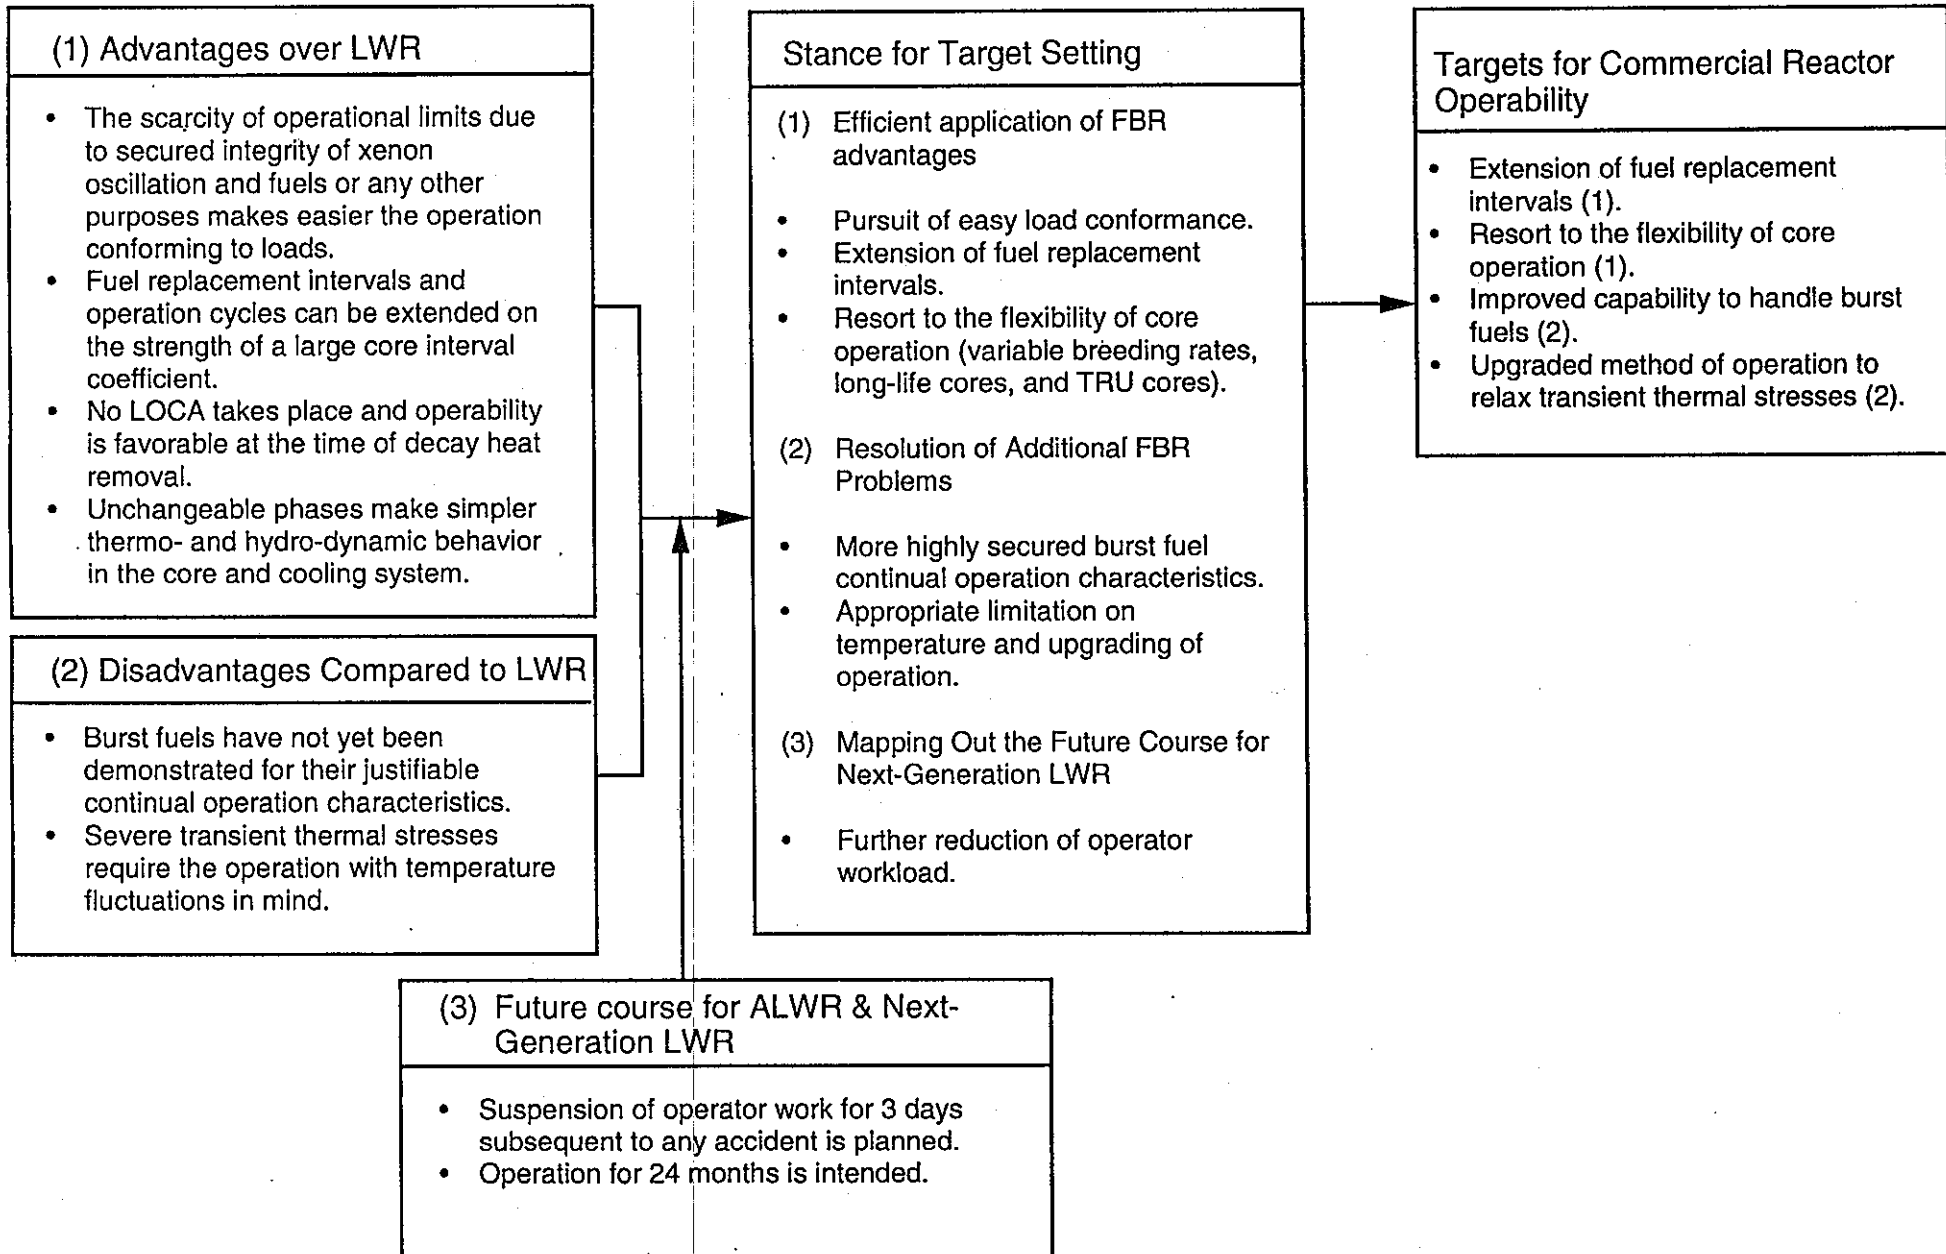 (1) Advantages over LWR
• The scarcity of operational limits due
to secured integrity of xenon
oscillation and fuels or any other
purposes makes easier the operation
conforming to loads.
• Fuel replacement intervals and
operation cycles can be extended on
the strength of a large core interval
coefficient.
• No LOCA takes place and operability
is favorable at the time of decay heat
removal.
• Unchangeable phases make simpler
thermo- and hydro-dynamic behavior
in the core and cooling system.
(2) Disadvantages Compared to LWR
• Burst fuels have not yet been
demonstrated for their justifiable
continual operation characteristics.
• Severe transient thermal stresses
require the operation with temperature
fluctuations in mind.
(3) Future course for ALWR & Next-
Generation LWR
• Suspension of operator work for 3 days
subsequent to any accident is planned.
• Operation for 24 months is intended.
Stance for Target Setting
(1) Efficient application of FBR
advantages
• Pursuit of easy load conformance.
• Extension of fuel replacement
intervals.
• Resort to the flexibility of core
operation (variable breeding rates,
long-life cores, and TRU cores).
(2) Resolution of Additional FBR
Problems
• More highly secured burst fuel
continual operation characteristics.
• Appropriate limitation on
temperature and upgrading of
operation.
(3) Mapping Out the Future Course for
Next-Generation LWR
• Further reduction of operator
workload.
Targets for Commercial Reactor
Operability
• Extension of fuel replacement
intervals (1).
• Resort to the flexibility of core
operation (1).
• Improved capability to handle burst
fuels (2).
• Upgraded method of operation to
relax transient thermal stresses (2).